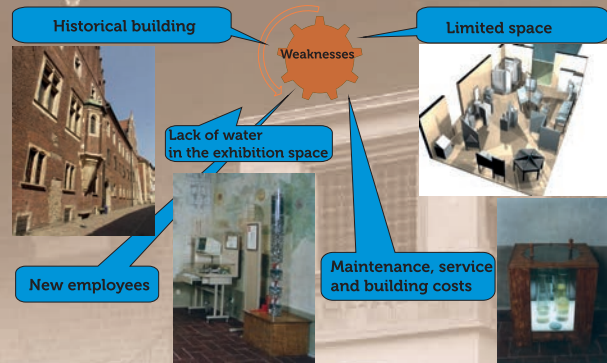 Historical building
Weaknesses
Limited space
Lack of water
in the exhibition space
New employees
Maintenance, service
and building costs